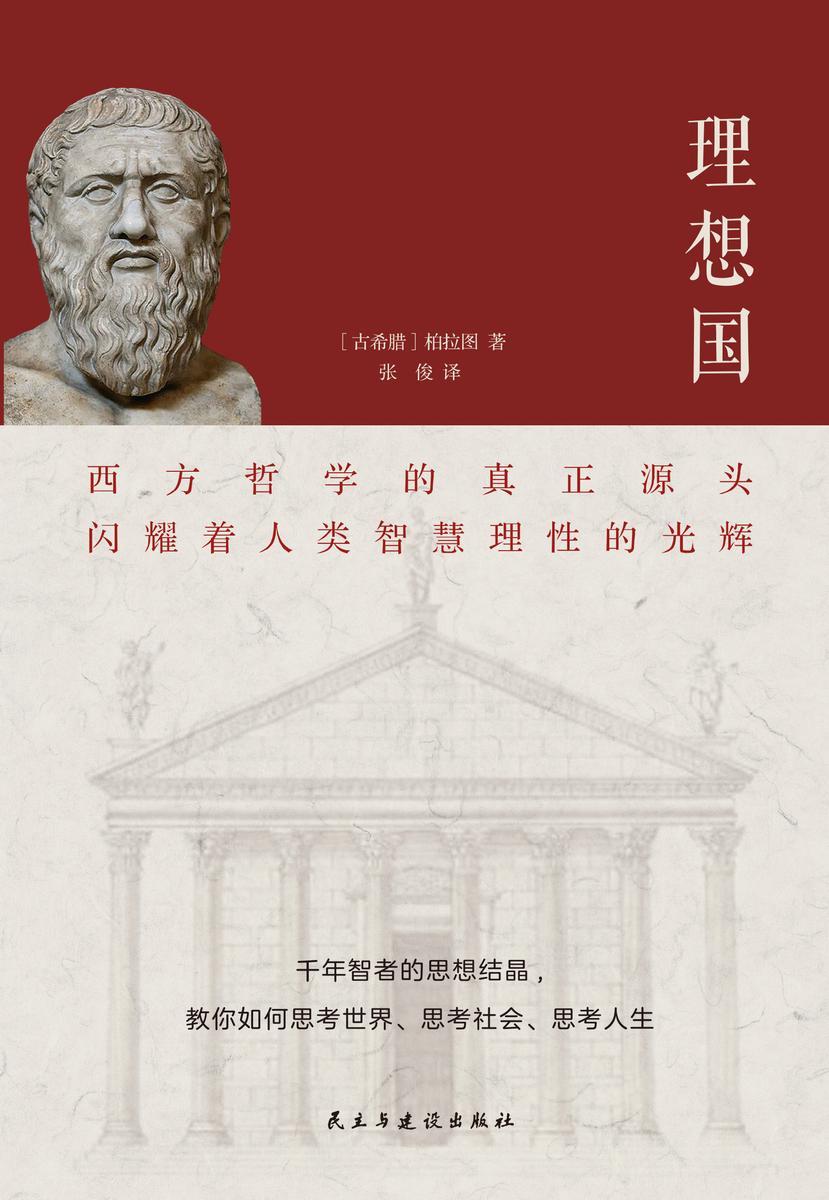 理想国
［古希腊］柏拉图 著
张 俊 译
西方哲学的真正源头
闪耀着人类智慧理性的光辉
千年智者的思想结晶，
教你如何思考世界、思考社会、思考人生
民主与建设出版社